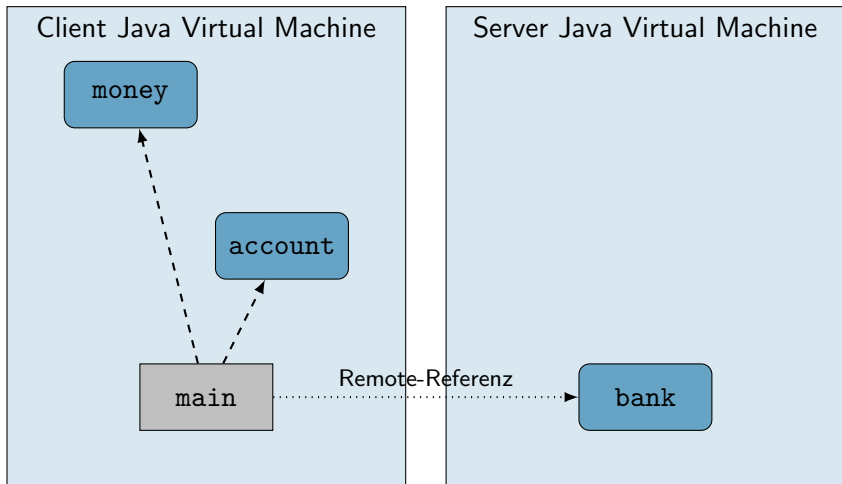 Client Java Virtual Machine
Server Java Virtual Machine
money
account
main
Remote-Referenz
bank